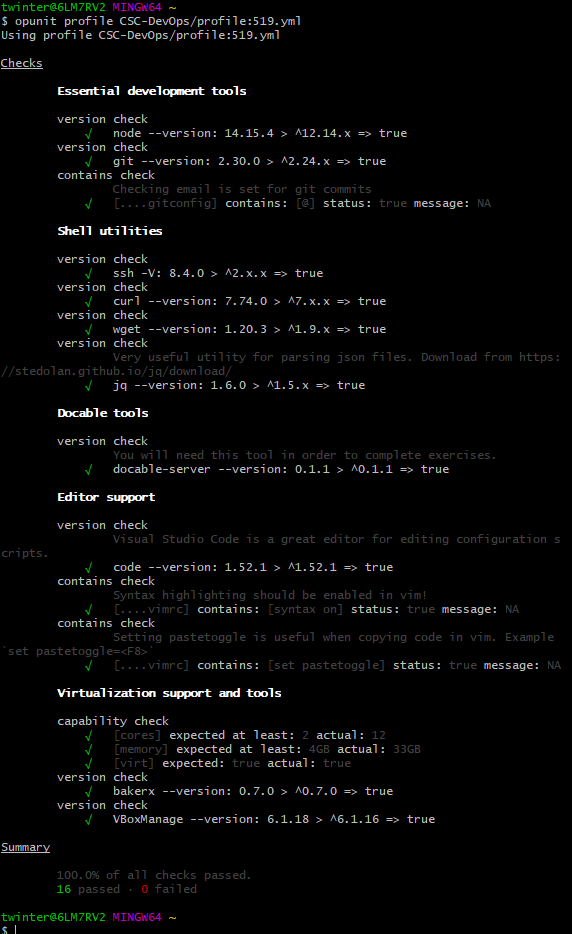 twinter@6LM7RV2 MINGW64 ~
$ opunit profile CSC-DevOps/profile:519.yml
Using profile CSC-DevOps/profile:519.yml
Checks
Essential development tools
version check
√ node --version: 14.15.4 > ^12.14.x => true
version check
√ git --version: 2.30.0 > ^2.24.x => true
contains check
Checking email is set for git commits
√ [....gitconfig] contains: [@] status: true message: NA
Shell utilities
version check
√ ssh -V: 8.4.0 > ^2.x.x => true
version check
√ curl --version: 7.74.0 > ^7.x.x => true
version check
√ wget --version: 1.20.3 > ^1.9.x => true
version check
Very useful utility for parsing json files. Download from https:
//stedolan.github.io/jq/download/
√ jq --version: 1.6.0 > ^1.5.x => true
Docable tools
version check
You will need this tool in order to complete exercises.
√ docable-server --version: 0.1.1 > ^0.1.1 => true
Editor support
version check
Visual Studio Code is a great editor for editing configuration s
cripts.
√ code --version: 1.52.1 > ^1.52.1 => true
contains check
Syntax highlighting should be enabled in vim!
√ [....vimrc] contains: [syntax on] status: true message: NA
contains check
Setting pastetoggle is useful when copying code in vim. Example
`set pastetoggle=<F8>`
√ [....vimrc] contains: [set pastetoggle] status: true message: NA
Virtualization support and tools
capability check
√ [cores] expected at least: 2 actual: 12
√ [memory] expected at least: 4GB actual: 33GB
√ [virt] expected: true actual: true
version check
√ bakerx --version: 0.7.0 > ^0.7.0 => true
version check
√ VBoxManage --version: 6.1.18 > ^6.1.16 => true
Summary
100.0% of all checks passed.
16 passed · 0 failed
twinter@6LM7RV2 MINGW64 ~
$